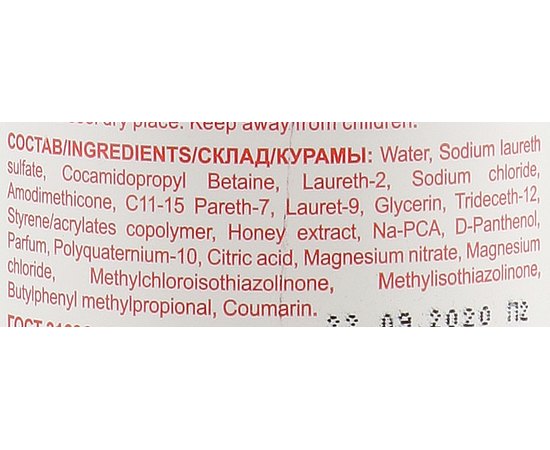 dry place. Keep away from children.
СОСТАВ/INGREDIENTS/СКЛАД/КУРАМЫ: Water, Sodium laureth
sulfate, Cocamidopropyl Betaine, Laureth-2, Sodium chloride,
Amodimethicone, C11-15 Pareth-7, Lauret-9, Glycerin, Trideceth-12,
Styrene/acrylates copolymer, Honey extract, Na-PCA, D-Panthenol,
Parfum, Polyquaternium-10, Citric acid, Magnesium nitrate, Magnesium
chloride, Methylchloroisothiazolinone, Methylisothiazolinone,
Butylphenyl methylpropional, Coumarin.
ГОСТ
09.2020 П2